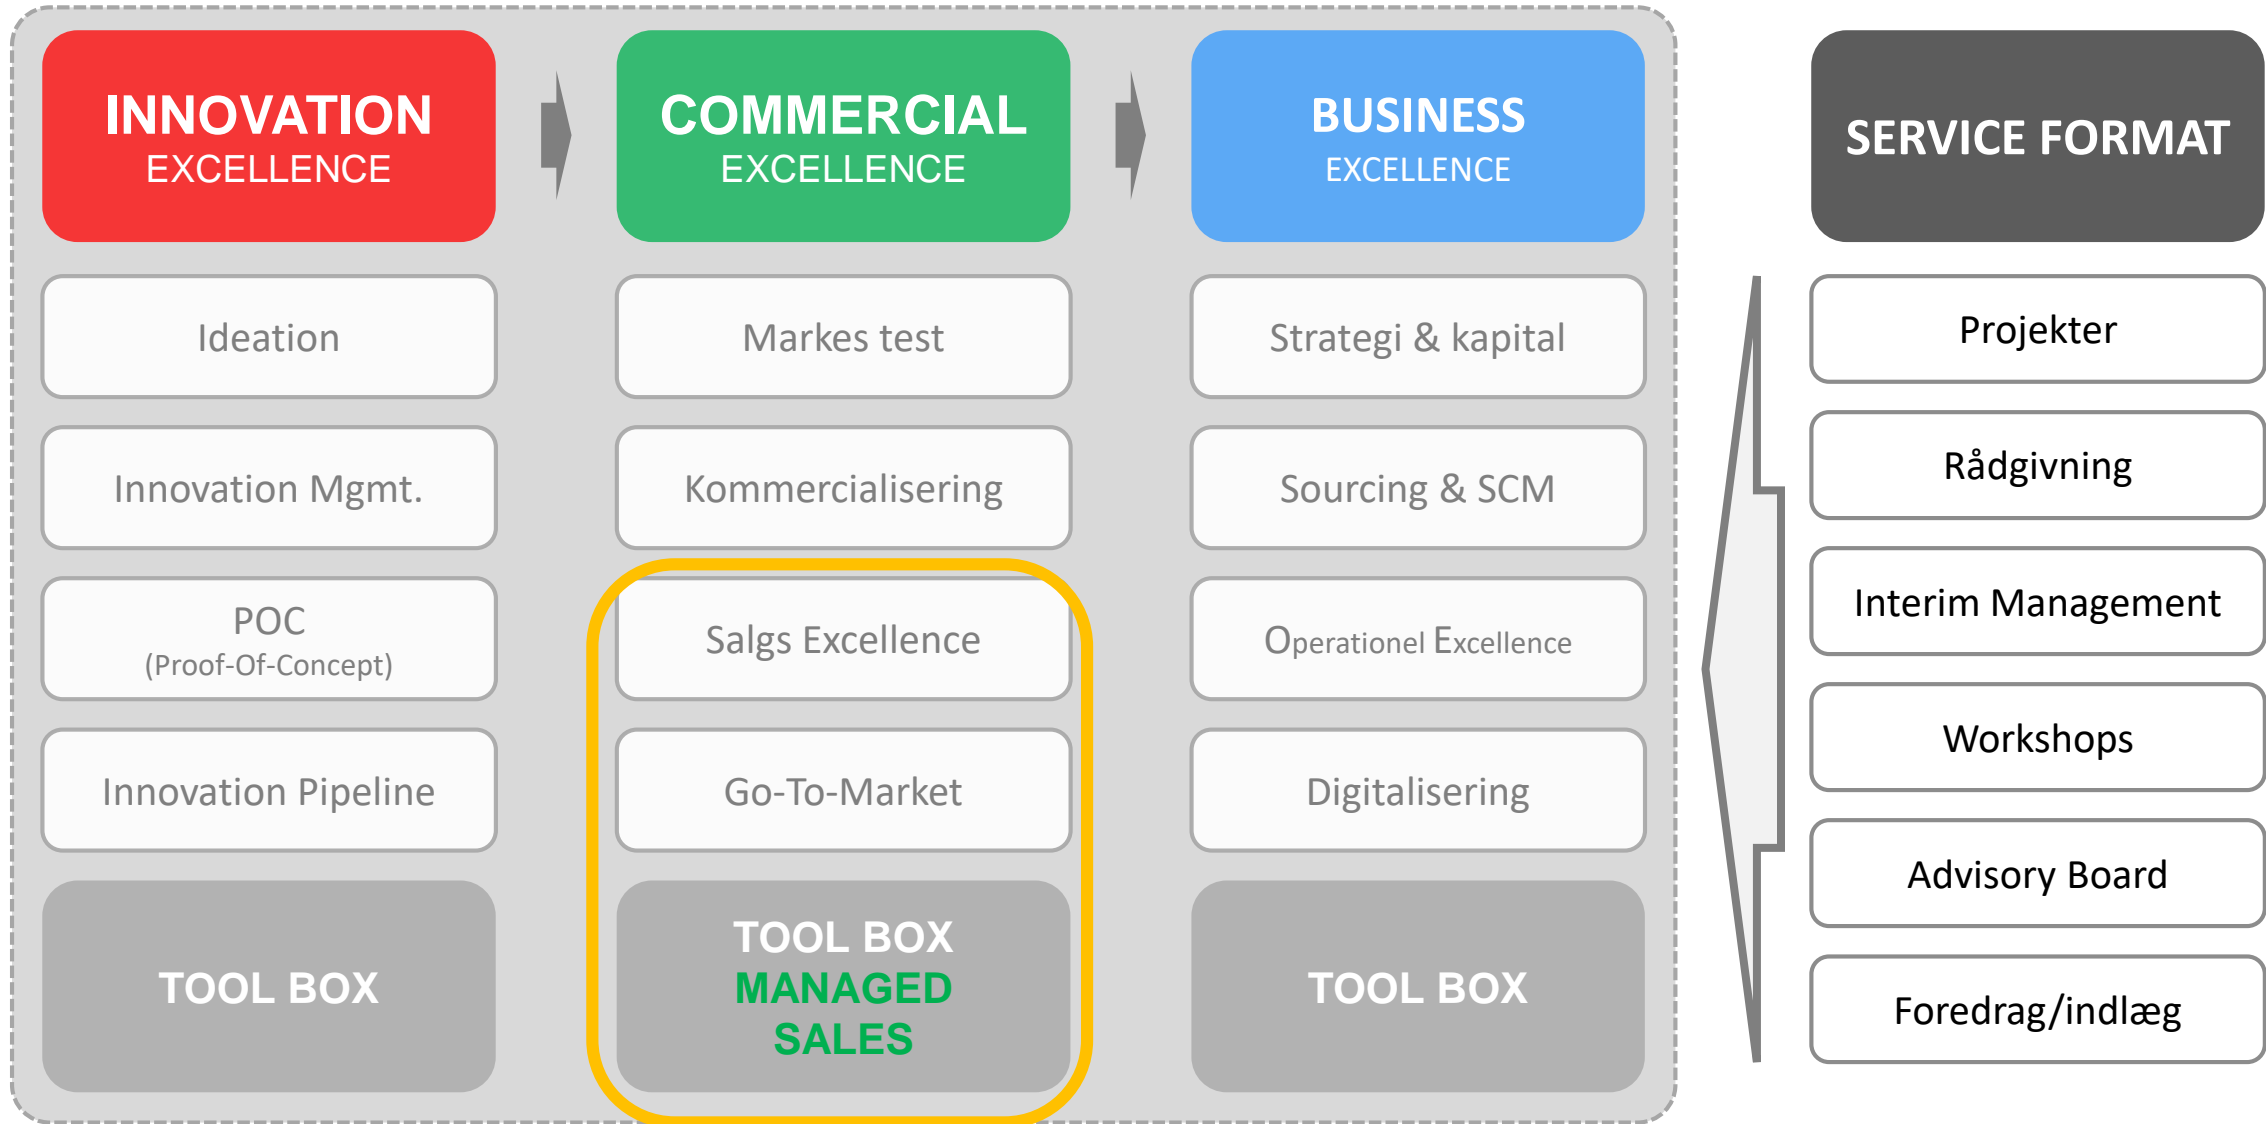 INNOVATION
EXCELLENCE
Ideation
Innovation Mgmt.
POC
(Proof-Of-Concept)
Innovation Pipeline
TOOL BOX
COMMERCIAL
EXCELLENCE
Markes test
Kommercialisering
Salgs Excellence
Go-To-Market
TOOL BOX
MANAGED
SALES
BUSINESS
EXCELLENCE
Strategi & kapital
Sourcing & SCM
Operationel Excellence
Digitalisering
TOOL BOX
SERVICE FORMAT
Projekter
Rådgivning
Interim Management
Workshops
Advisory Board
Foredrag/indlæg